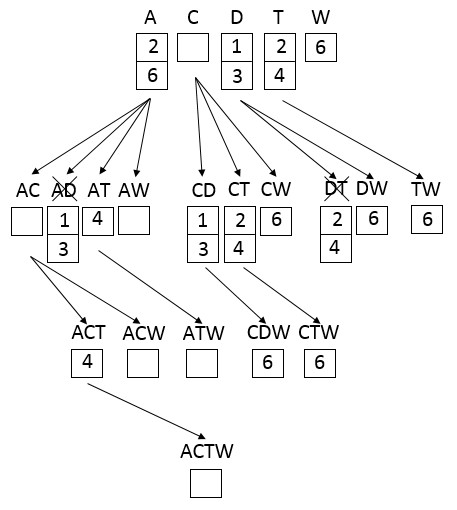 A C D T W
2 1 2 6
6 3 4
AC AD AT AW CD CT CW DT DW TW
1 4 1 2 6 2 6 6
3 3 4 4
ACT ACW ATW CDW CTW
4 6 6
ACTW